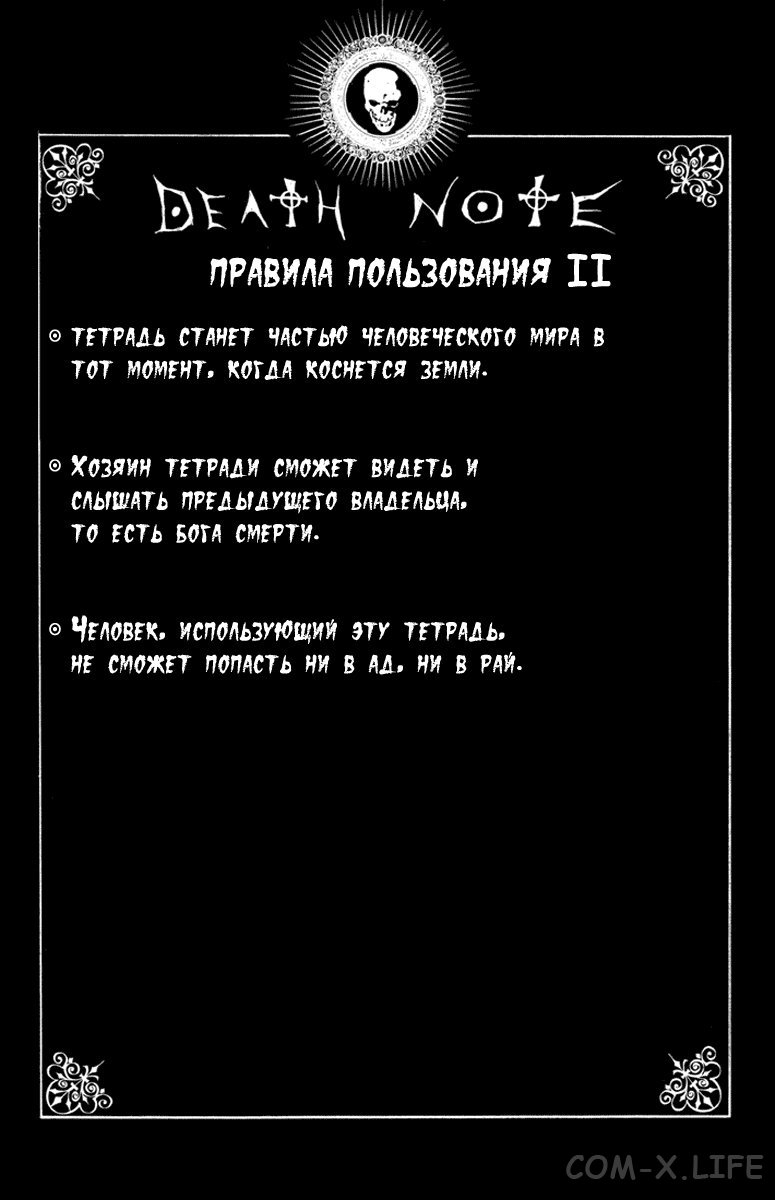 DEATH NOTE
ПРАВИЛА ПОЛЬЗОВАНИЯ II
ТЕТРАДЬ СТАНЕТ ЧАСТЬЮ ЧЕЛОВЕЧЕСКОГО МИРА В
ТОТ МОМЕНТ, КОГДА КОСНЕТСЯ ЗЕМЛИ.
ХОЗЯИН ТЕТРАДИ СМОЖЕТ ВИДЕТЬ И
СЛЫШАТЬ ПРЕДЫДУЩЕГО ВЛАДЕЛЬЦА,
ТО ЕСТЬ БОГА СМЕРТИ.
ЧЕЛОВЕК, ИСПОЛЬЗУЮЩИЙ ЭТУ ТЕТРАДЬ,
НЕ СМОЖЕТ ПОПАСТЬ НИ В АД, НИ В РАЙ.
COM-X.LIFE